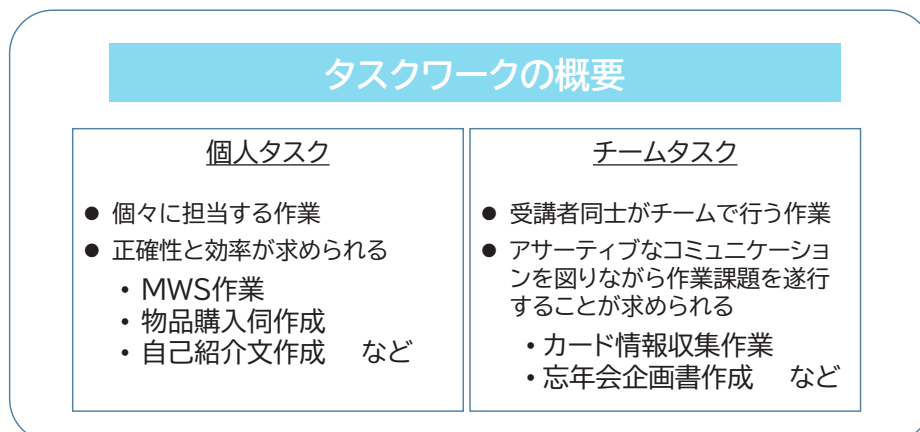 タスクワークの概要
個人タスク
● 個々に担当する作業
● 正確性と効率が求められる
・MWS作業
・物品購入伺作成
・自己紹介文作成　など
チームタスク
● 受講者同士がチームで行う作業
● アサーティブなコミュニケーショ
ンを図りながら作業課題を遂行
することが求められる
・カード情報収集作業
・忘年会企画書作成　など